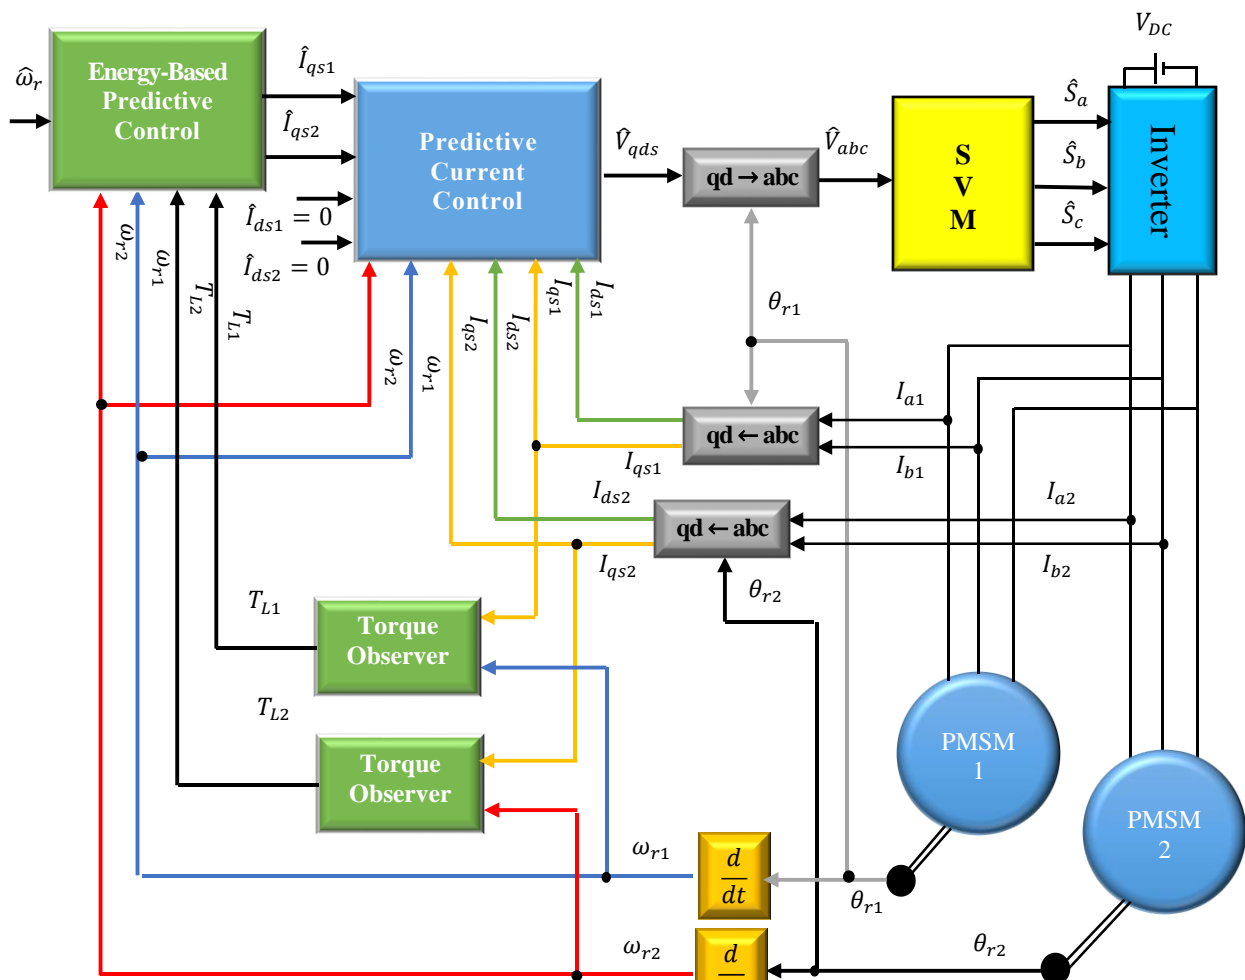 V_DC
ω̂_r
Energy-Based
Predictive
Control
Î_qs1
Î_qs2
Î_ds1 = 0
Î_ds2 = 0
Predictive
Current
Control
V̂_qds
qd → abc
V̂_abc
S
V
M
Ŝ_a
Ŝ_b
Ŝ_c
Inverter
ω_r2
ω_r1
T_L2
T_L1
ω_r2
ω_r1
I_qs2
I_ds2
I_qs1
I_ds1
θ_r1
qd ← abc
I_a1
I_b1
I_qs1
I_ds2
qd ← abc
I_a2
I_b2
I_qs2
θ_r2
T_L1
Torque
Observer
T_L2
Torque
Observer
PMSM
1
PMSM
2
ω_r1
d
dt
θ_r1
ω_r2
d
θ_r2